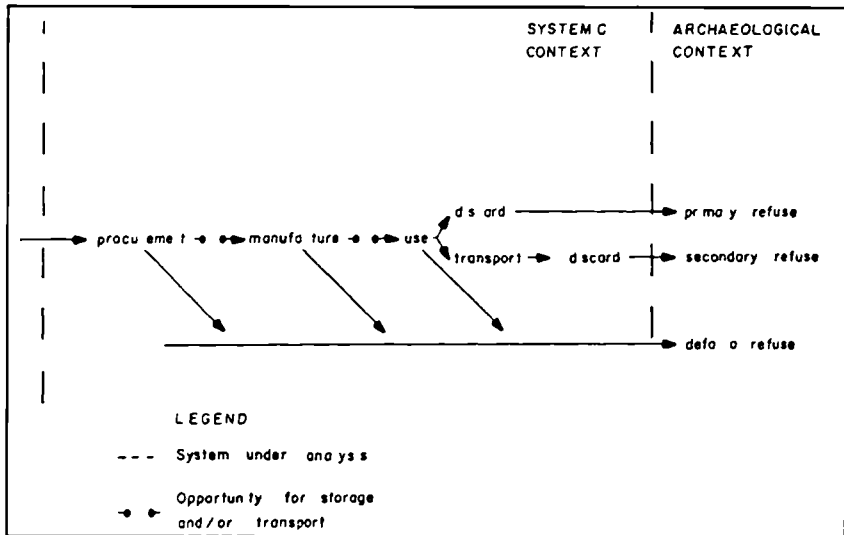 SYSTEM C ARCHAEOLOGICAL
CONTEXT CONTEXT
d s ard pr ma y refuse
procu eme t manufa ture use
transport d scard secondary refuse
defa o refuse
LEGEND
System under ana ys s
Opportun ty for storage
and/or transport